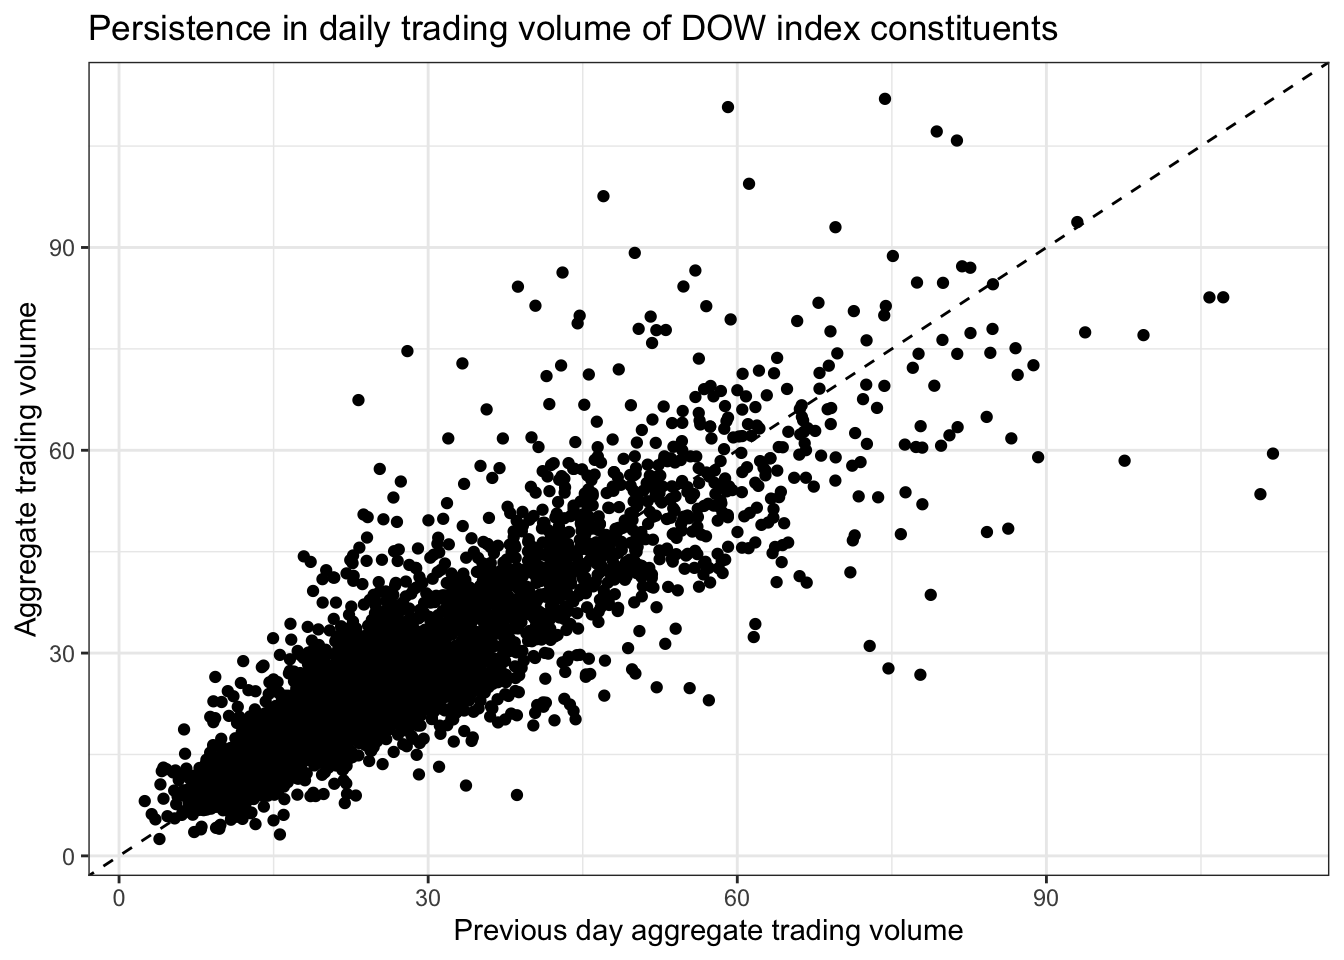 Persistence in daily trading volume of DOW index constituents
Aggregate trading volume
90
60
30
0
0 30 60 90
Previous day aggregate trading volume